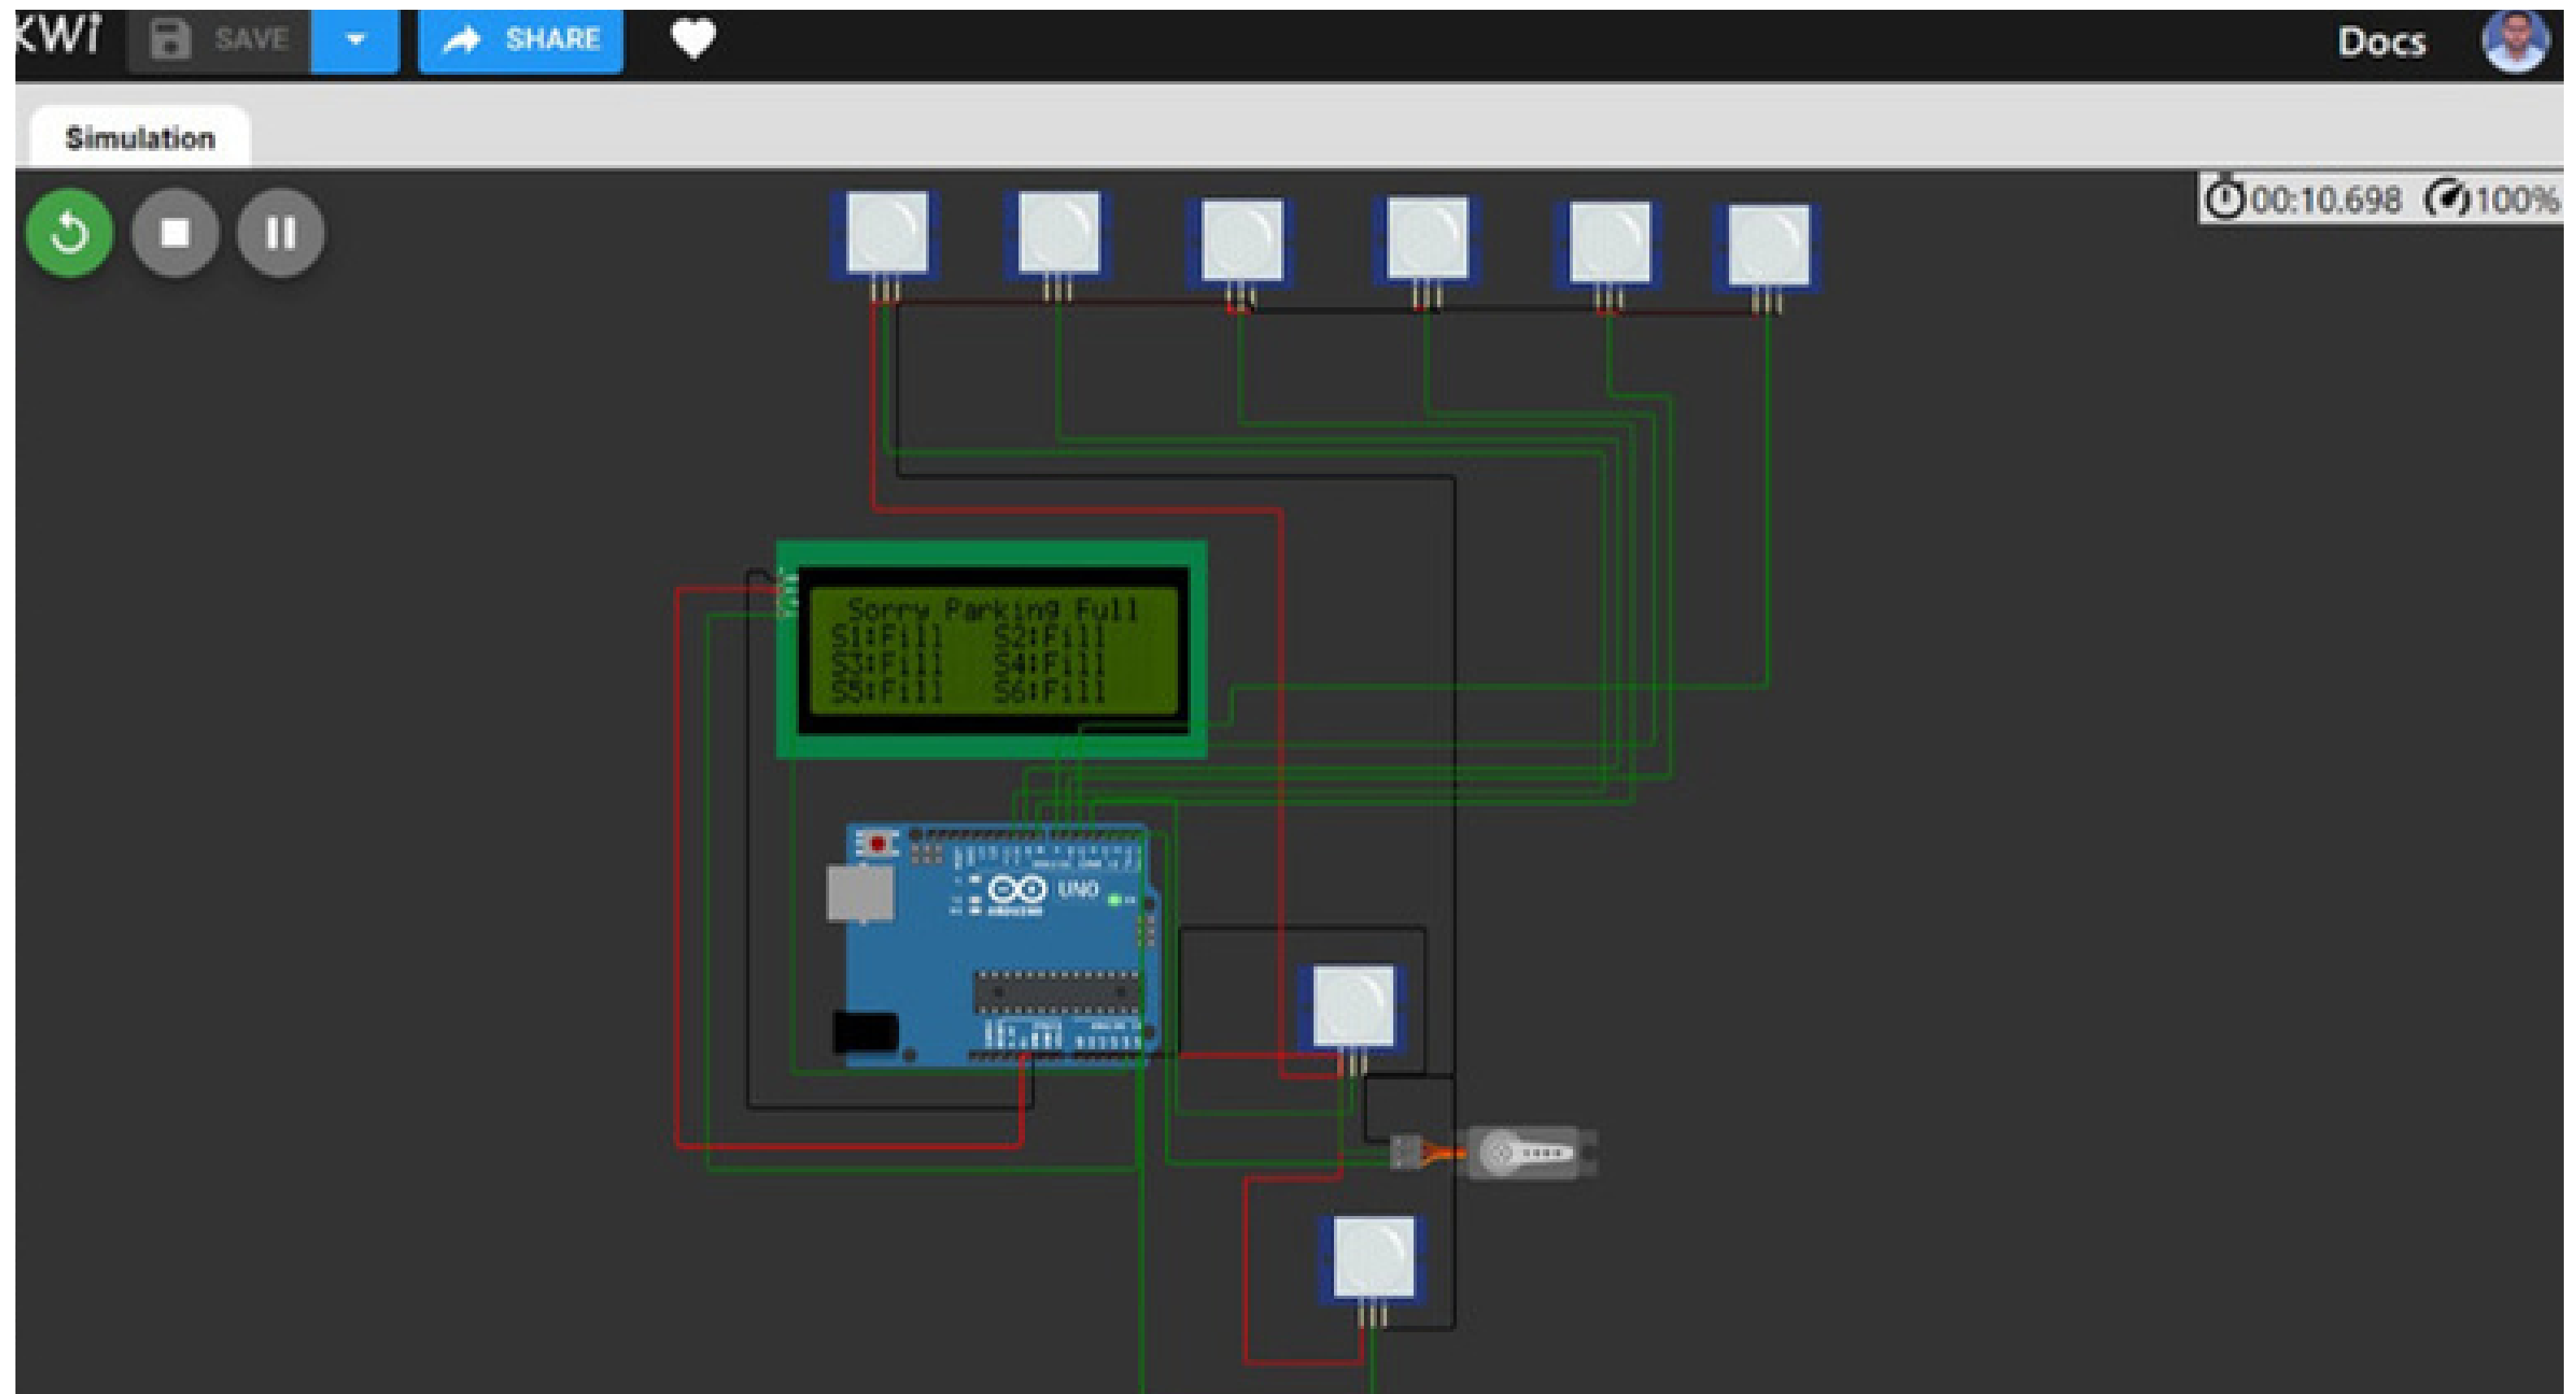 SAVE
SHARE
Docs
Simulation
00:10.698 100%
Sorry Parking Full
S1:Fill S2:Fill
S3:Fill S4:Fill
S5:Fill S6:Fill
UNO